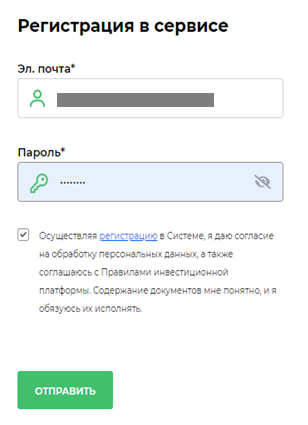 Регистрация в сервисе
Эл. почта*
Пароль*
········
Осуществляя регистрацию в Системе, я даю согласие
на обработку персональных данных, а также
соглашаюсь с Правилами инвестиционной
платформы. Содержание документов мне понятно, и я
обязуюсь их исполнять.
ОТПРАВИТЬ